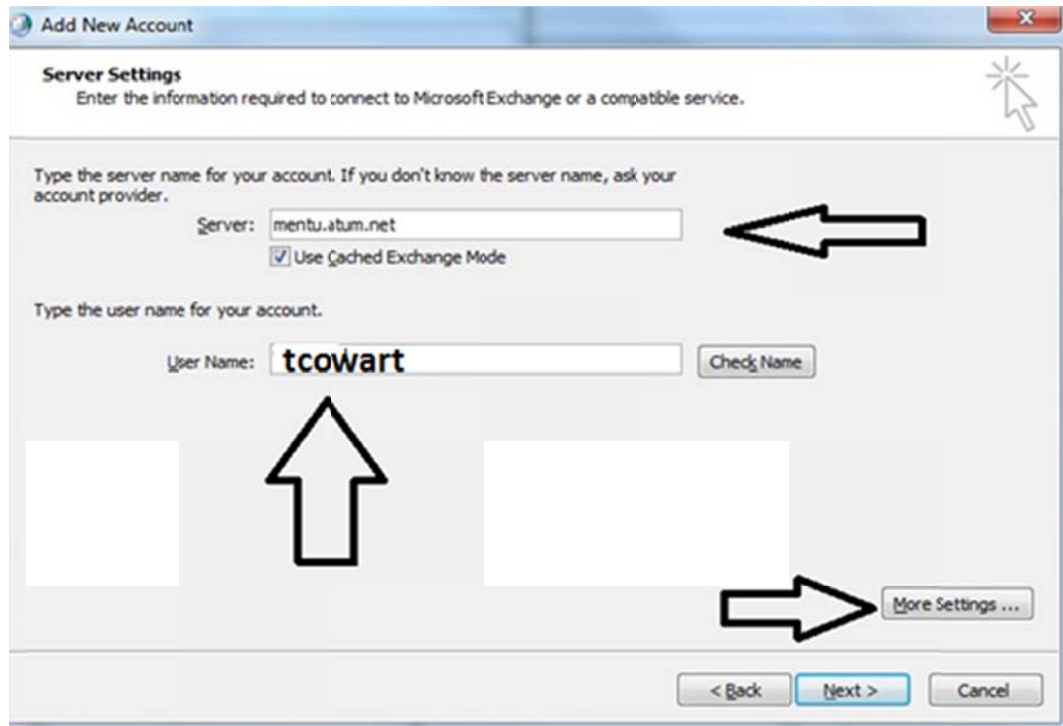 Add New Account
Server Settings
Enter the information required to connect to Microsoft Exchange or a compatible service.
Type the server name for your account. If you don't know the server name, ask your
account provider.
Server: mentu.atum.net
Use Cached Exchange Mode
Type the user name for your account.
User Name: tcowart Check Name
More Settings ...
< Back Next > Cancel